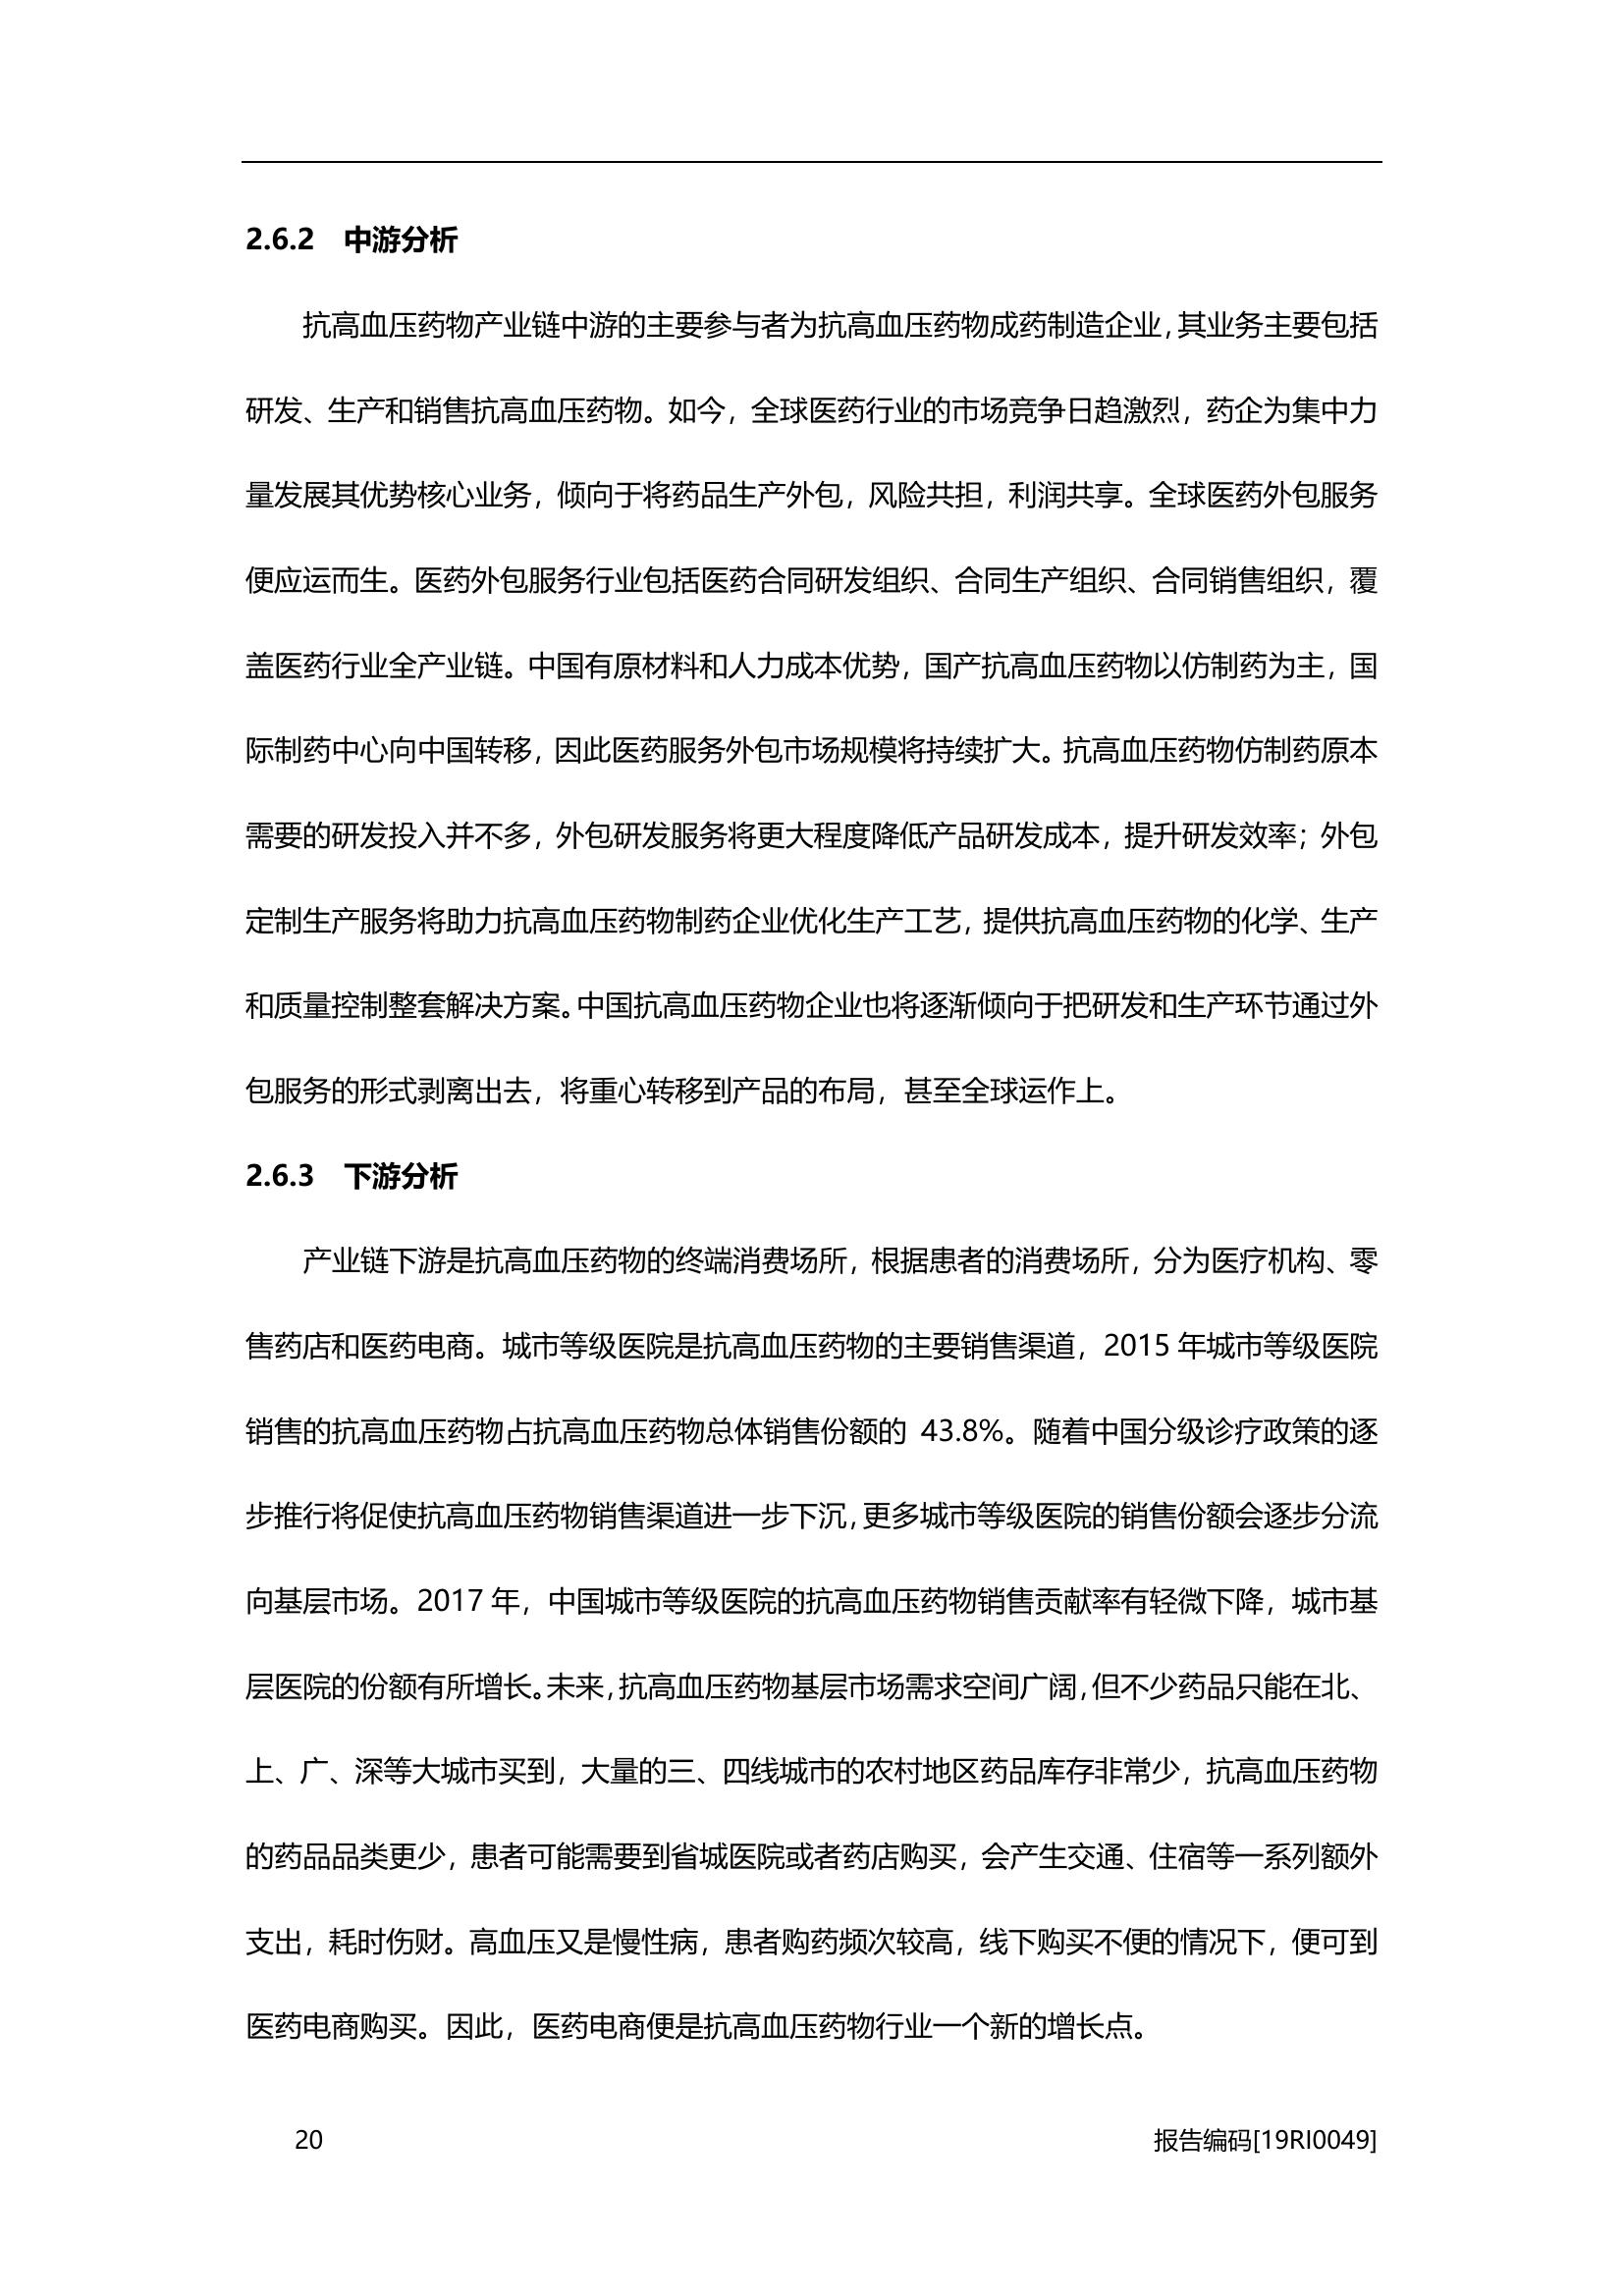 2.6.2 中游分析
抗高血压药物产业链中游的主要参与者为抗高血压药物成药制造企业，其业务主要包括
研发、生产和销售抗高血压药物。如今，全球医药行业的市场竞争日趋激烈，药企为集中力
量发展其优势核心业务，倾向于将药品生产外包，风险共担，利润共享。全球医药外包服务
便应运而生。医药外包服务行业包括医药合同研发组织、合同生产组织、合同销售组织，覆
盖医药行业全产业链。中国有原材料和人力成本优势，国产抗高血压药物以仿制药为主，国
际制药中心向中国转移，因此医药服务外包市场规模将持续扩大。抗高血压药物仿制药原本
需要的研发投入并不多，外包研发服务将更大程度降低产品研发成本，提升研发效率；外包
定制生产服务将助力抗高血压药物制药企业优化生产工艺，提供抗高血压药物的化学、生产
和质量控制整套解决方案。中国抗高血压药物企业也将逐渐倾向于把研发和生产环节通过外
包服务的形式剥离出去，将重心转移到产品的布局，甚至全球运作上。
2.6.3 下游分析
产业链下游是抗高血压药物的终端消费场所，根据患者的消费场所，分为医疗机构、零
售药店和医药电商。城市等级医院是抗高血压药物的主要销售渠道，2015 年城市等级医院
销售的抗高血压药物占抗高血压药物总体销售份额的 43.8%。随着中国分级诊疗政策的逐
步推行将促使抗高血压药物销售渠道进一步下沉，更多城市等级医院的销售份额会逐步分流
向基层市场。2017 年，中国城市等级医院的抗高血压药物销售贡献率有轻微下降，城市基
层医院的份额有所增长。未来，抗高血压药物基层市场需求空间广阔，但不少药品只能在北、
上、广、深等大城市买到，大量的三、四线城市的农村地区药品库存非常少，抗高血压药物
的药品品类更少，患者可能需要到省城医院或者药店购买，会产生交通、住宿等一系列额外
支出，耗时伤财。高血压又是慢性病，患者购药频次较高，线下购买不便的情况下，便可到
医药电商购买。因此，医药电商便是抗高血压药物行业一个新的增长点。
20 报告编码[19RI0049]